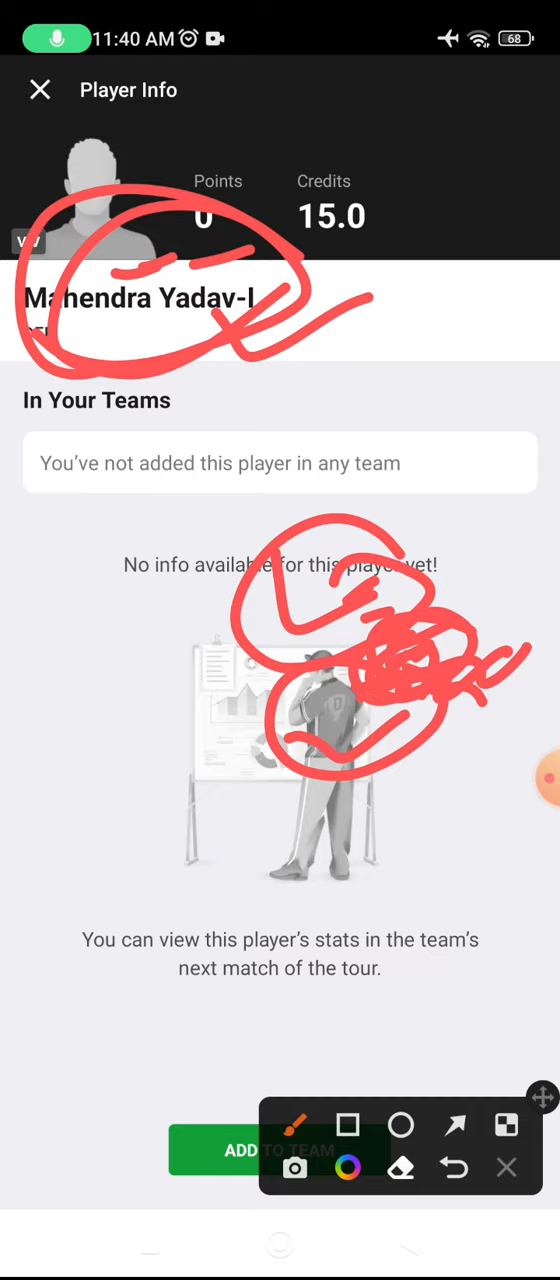 11:40 AM 68
Player Info
Points
Credits
0
15.0
Mahendra Yadav-I
In Your Teams
You've not added this player in any team
No info available for this player yet!
D
You can view this player's stats in the team's
next match of the tour.
ADD TO TEAM